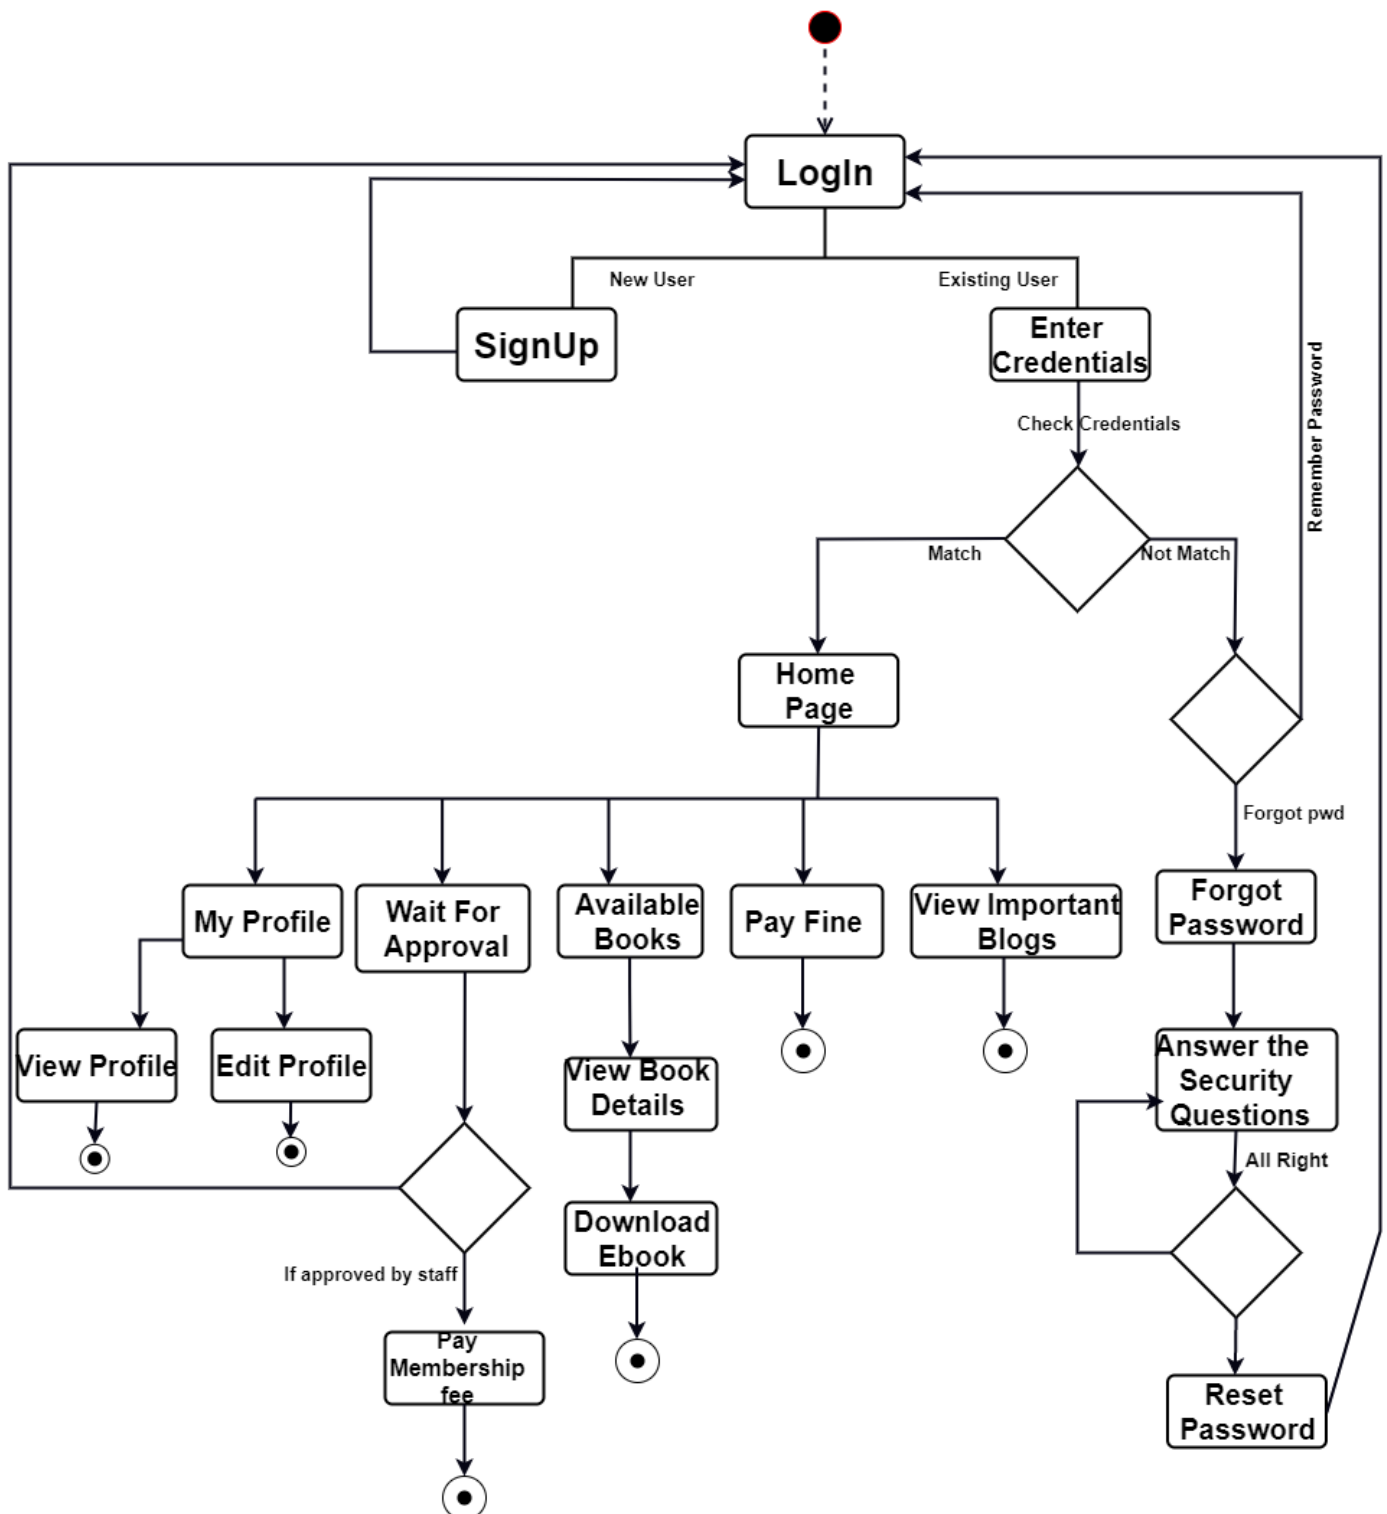 LogIn
New User
Existing User
SignUp
Enter
Credentials
Check Credentials
Remember Password
Match
Not Match
Home
Page
Forgot pwd
My Profile
Wait For
Approval
Available
Books
Pay Fine
View Important
Blogs
Forgot
Password
View Profile
Edit Profile
View Book
Details
Answer the
Security
Questions
All Right
Download
Ebook
If approved by staff
Pay
Membership
fee
Reset
Password